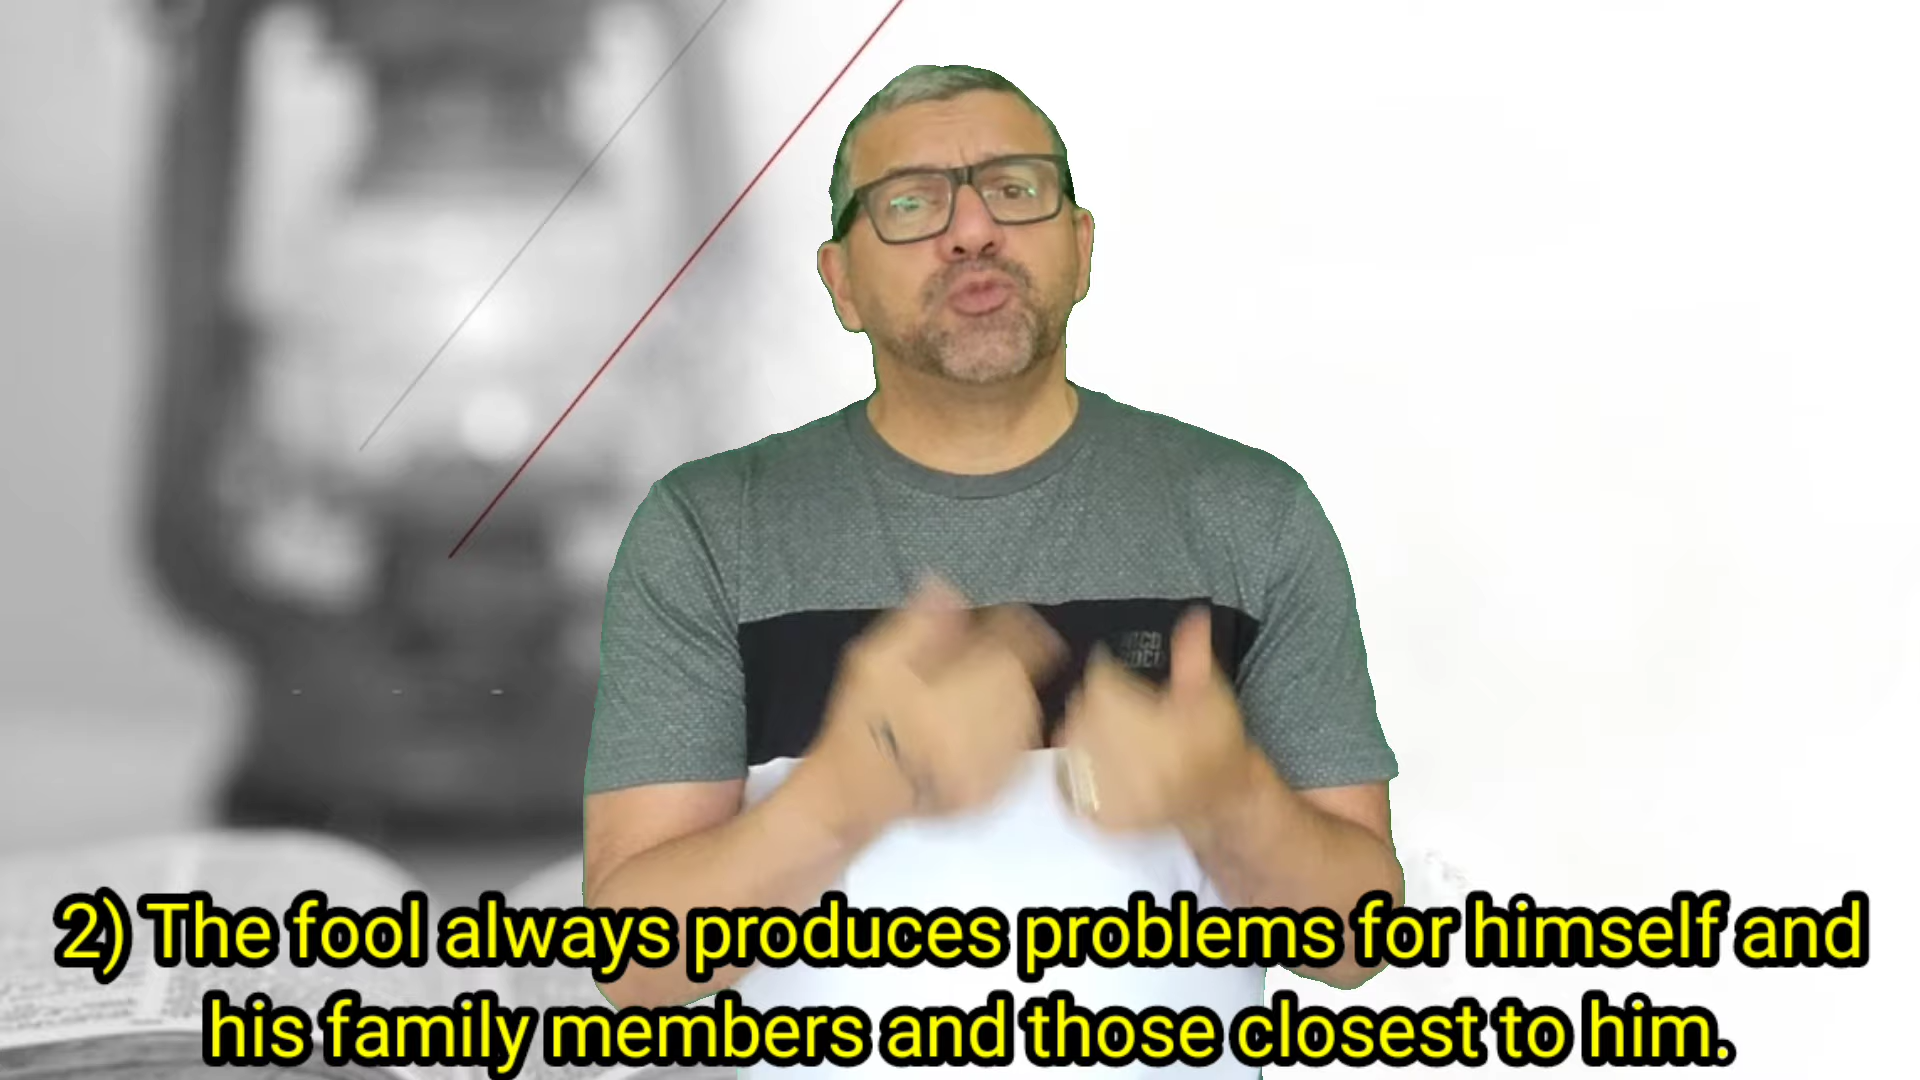 2) The fool always produces problems for himself and
his family members and those closest to him.